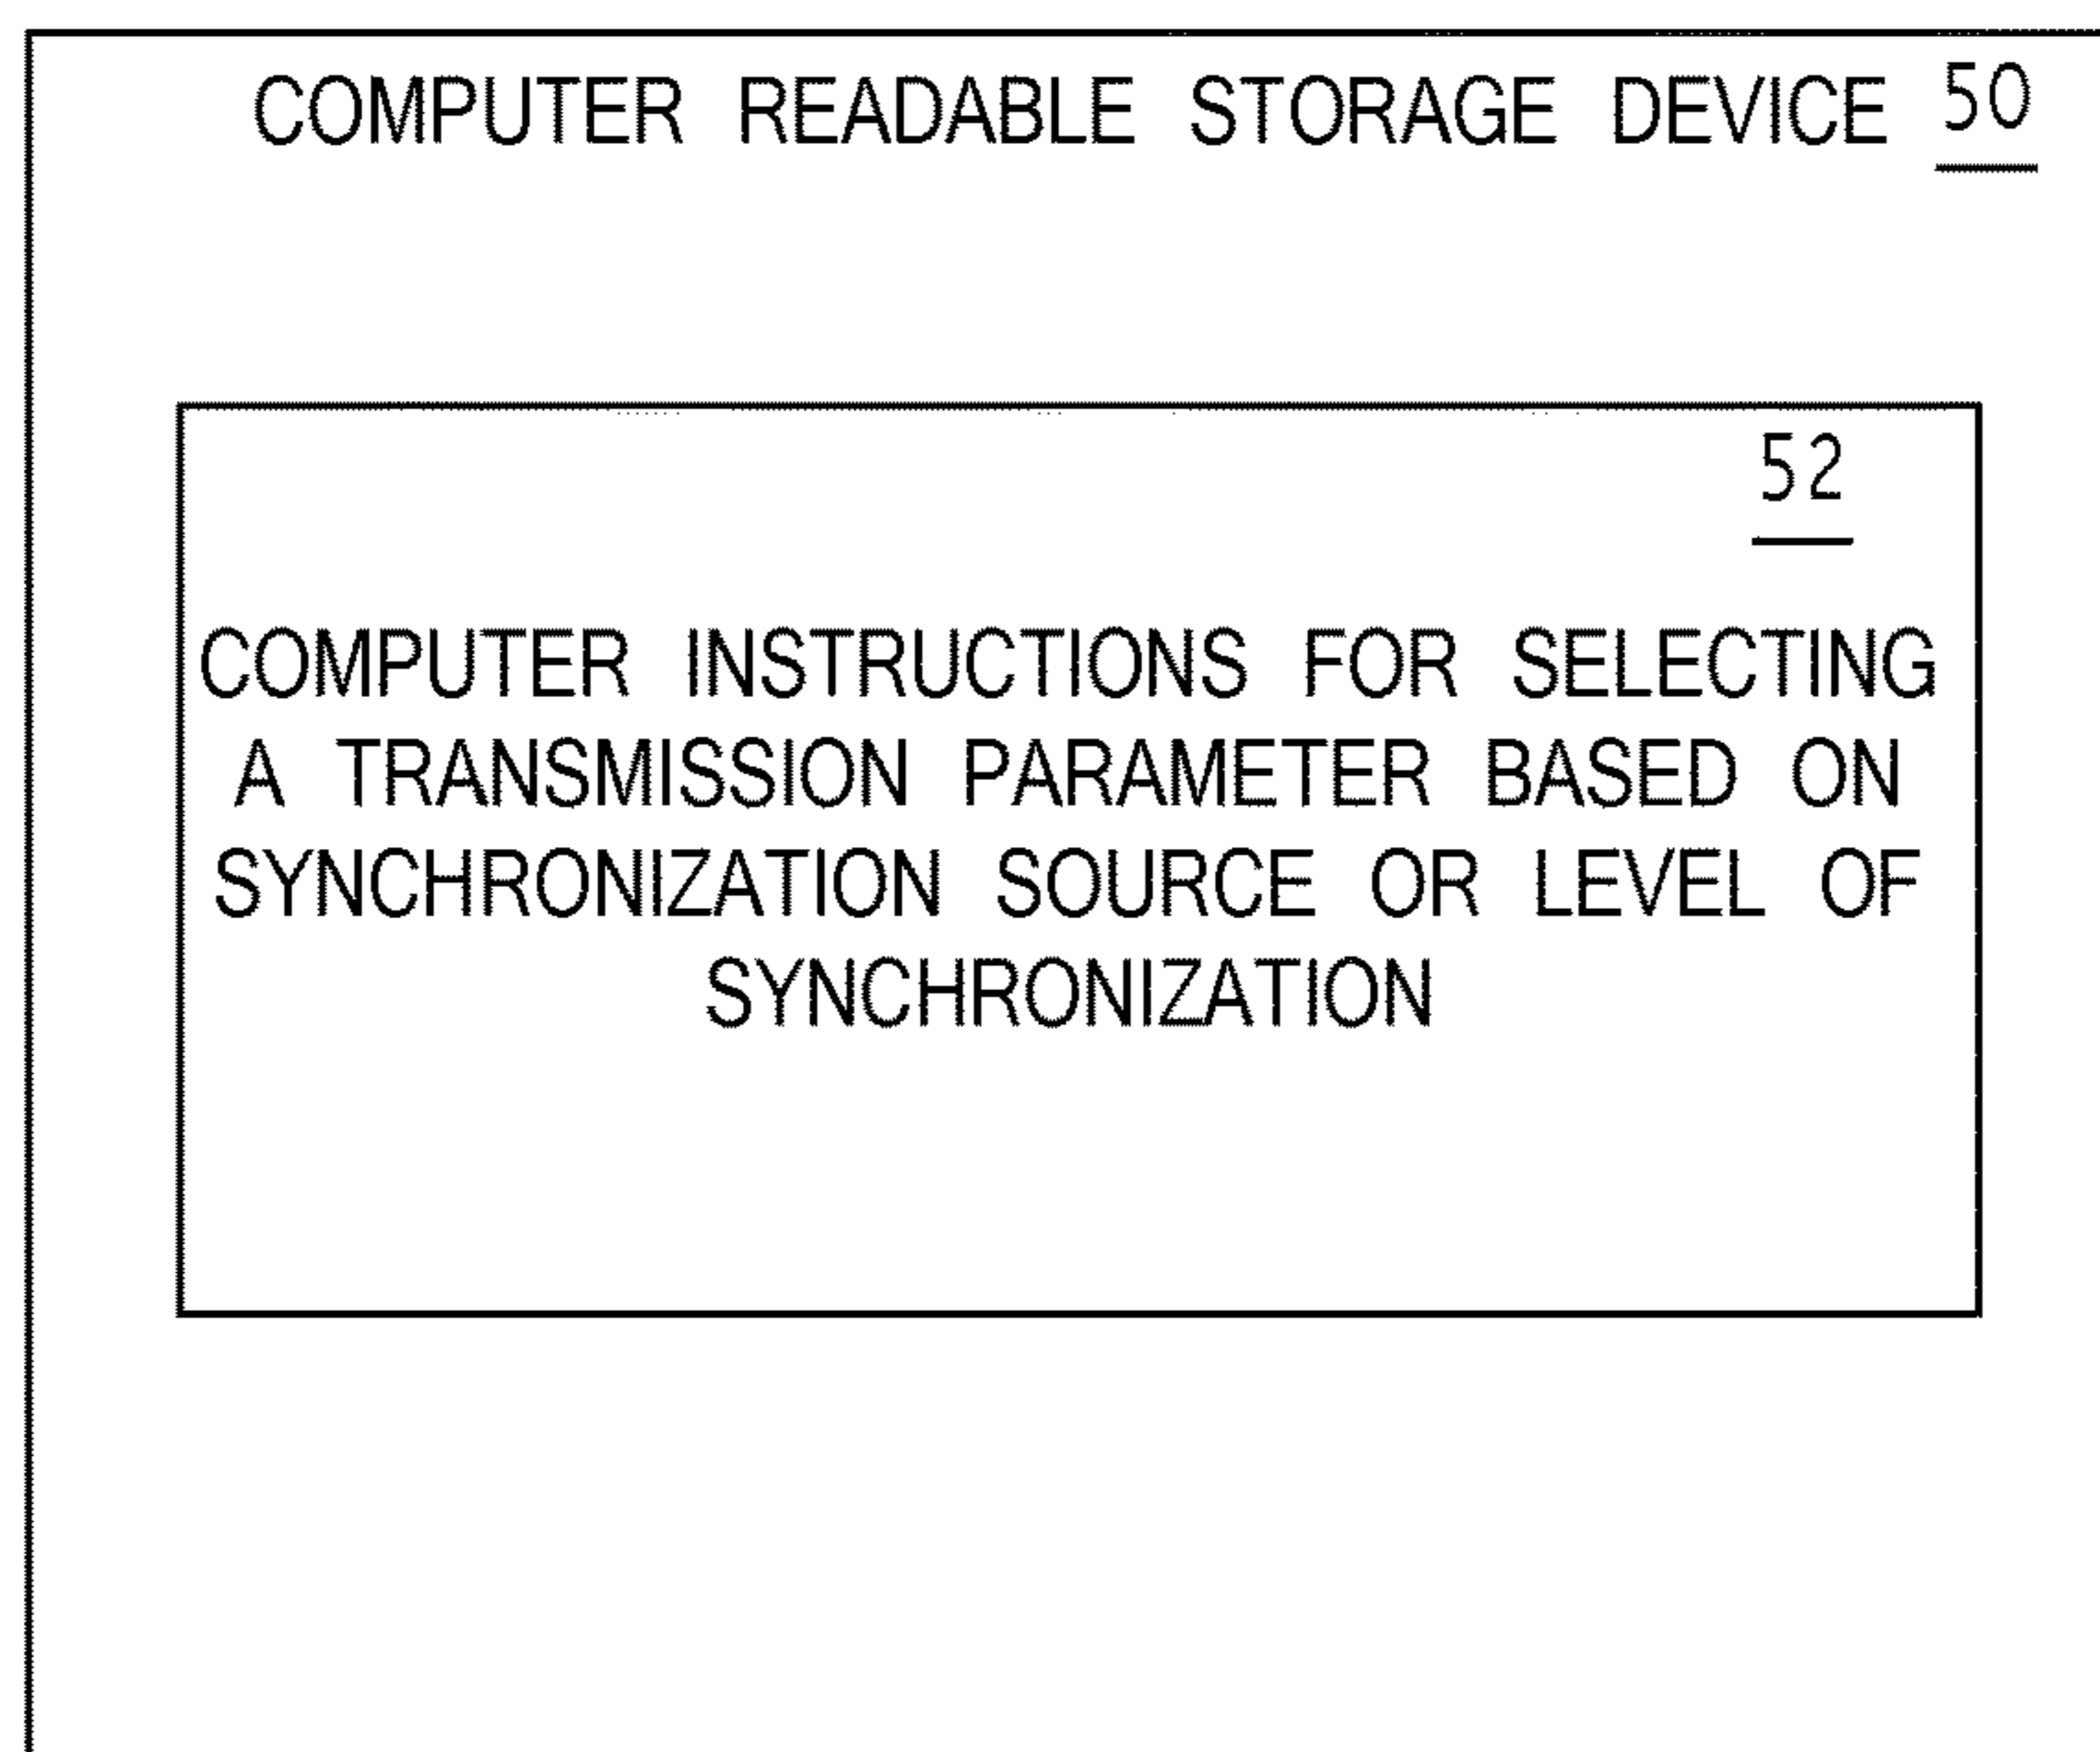 COMPUTER READABLE STORAGE DEVICE 50
52
COMPUTER INSTRUCTIONS FOR SELECTING
A TRANSMISSION PARAMETER BASED ON
SYNCHRONIZATION SOURCE OR LEVEL OF
SYNCHRONIZATION